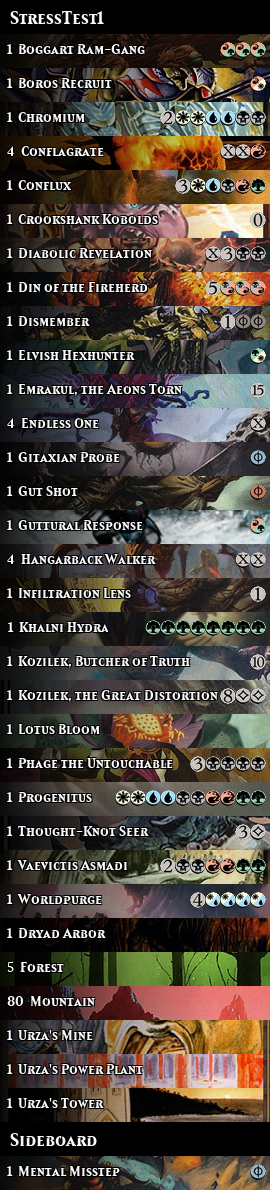 StressTest1
1 Boggart Ram-Gang
1 Boros Recruit
1 Chromium 2
4 Conflagrate X X
1 Conflux 3
1 Crookshank Kobolds 0
1 Diabolic Revelation X 3
1 Din of the Fireherd 5
1 Dismember 1
1 Elvish Hexhunter
1 Emrakul, the Aeons Torn 15
4 Endless One X
1 Gitaxian Probe
1 Gut Shot
1 Guttural Response
4 Hangarback Walker X X
1 Infiltration Lens 1
1 Khalni Hydra
1 Kozilek, Butcher of Truth 10
1 Kozilek, the Great Distortion 8
1 Lotus Bloom
1 Phage the Untouchable 3
1 Progenitus
1 Thought-Knot Seer 3
1 Vaevictis Asmadi 2
1 Worldpurge 4
1 Dryad Arbor
5 Forest
80 Mountain
1 Urza's Mine
1 Urza's Power Plant
1 Urza's Tower
Sideboard
1 Mental Misstep